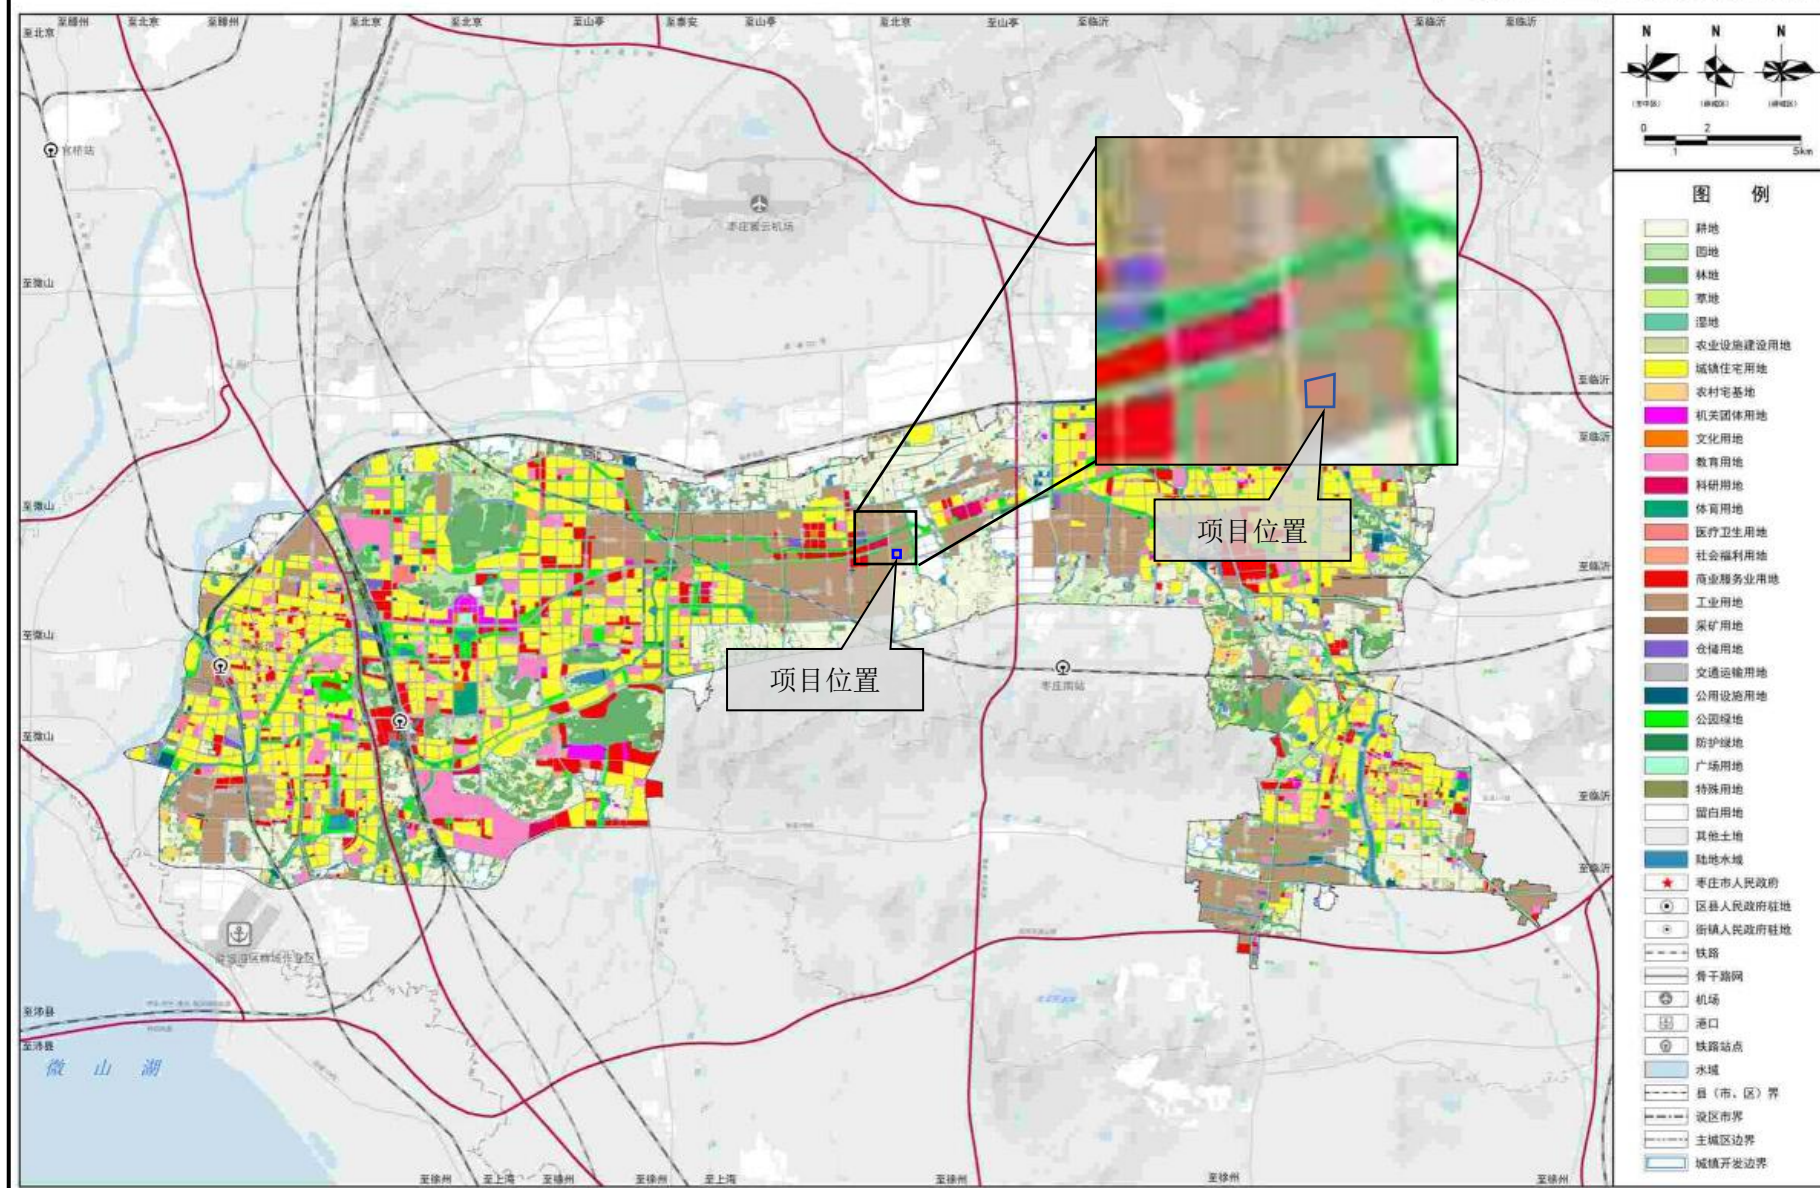 至滕州
至北京
至滕州
至北京
至北京
至山亭
至泰安
至山亭
至北京
至山亭
至临沂
至临沂
至临沂
至北京
官桥站
枣庄翼云机场
至微山
至临沂
至临沂
至微山
项目位置
至临沂
至微山
项目位置
枣庄南站
至微山
至临沂
至临沂
至沛县
至沛县
微山湖
至徐州
至上海
至徐州
至徐州
至上海
至徐州
至徐州
至徐州
N N N
0 2
1 5km
图 例
耕地
园地
林地
草地
湿地
农业设施建设用地
城镇住宅用地
农村宅基地
机关团体用地
文化用地
教育用地
科研用地
体育用地
医疗卫生用地
社会福利用地
商业服务业用地
工业用地
采矿用地
仓储用地
交通运输用地
公用设施用地
公园绿地
防护绿地
广场用地
特殊用地
留白用地
其他土地
陆地水域
枣庄市人民政府
区县人民政府驻地
街镇人民政府驻地
铁路
骨干路网
机场
港口
铁路站点
水域
县（市、区）界
设区市界
主城区边界
城镇开发边界